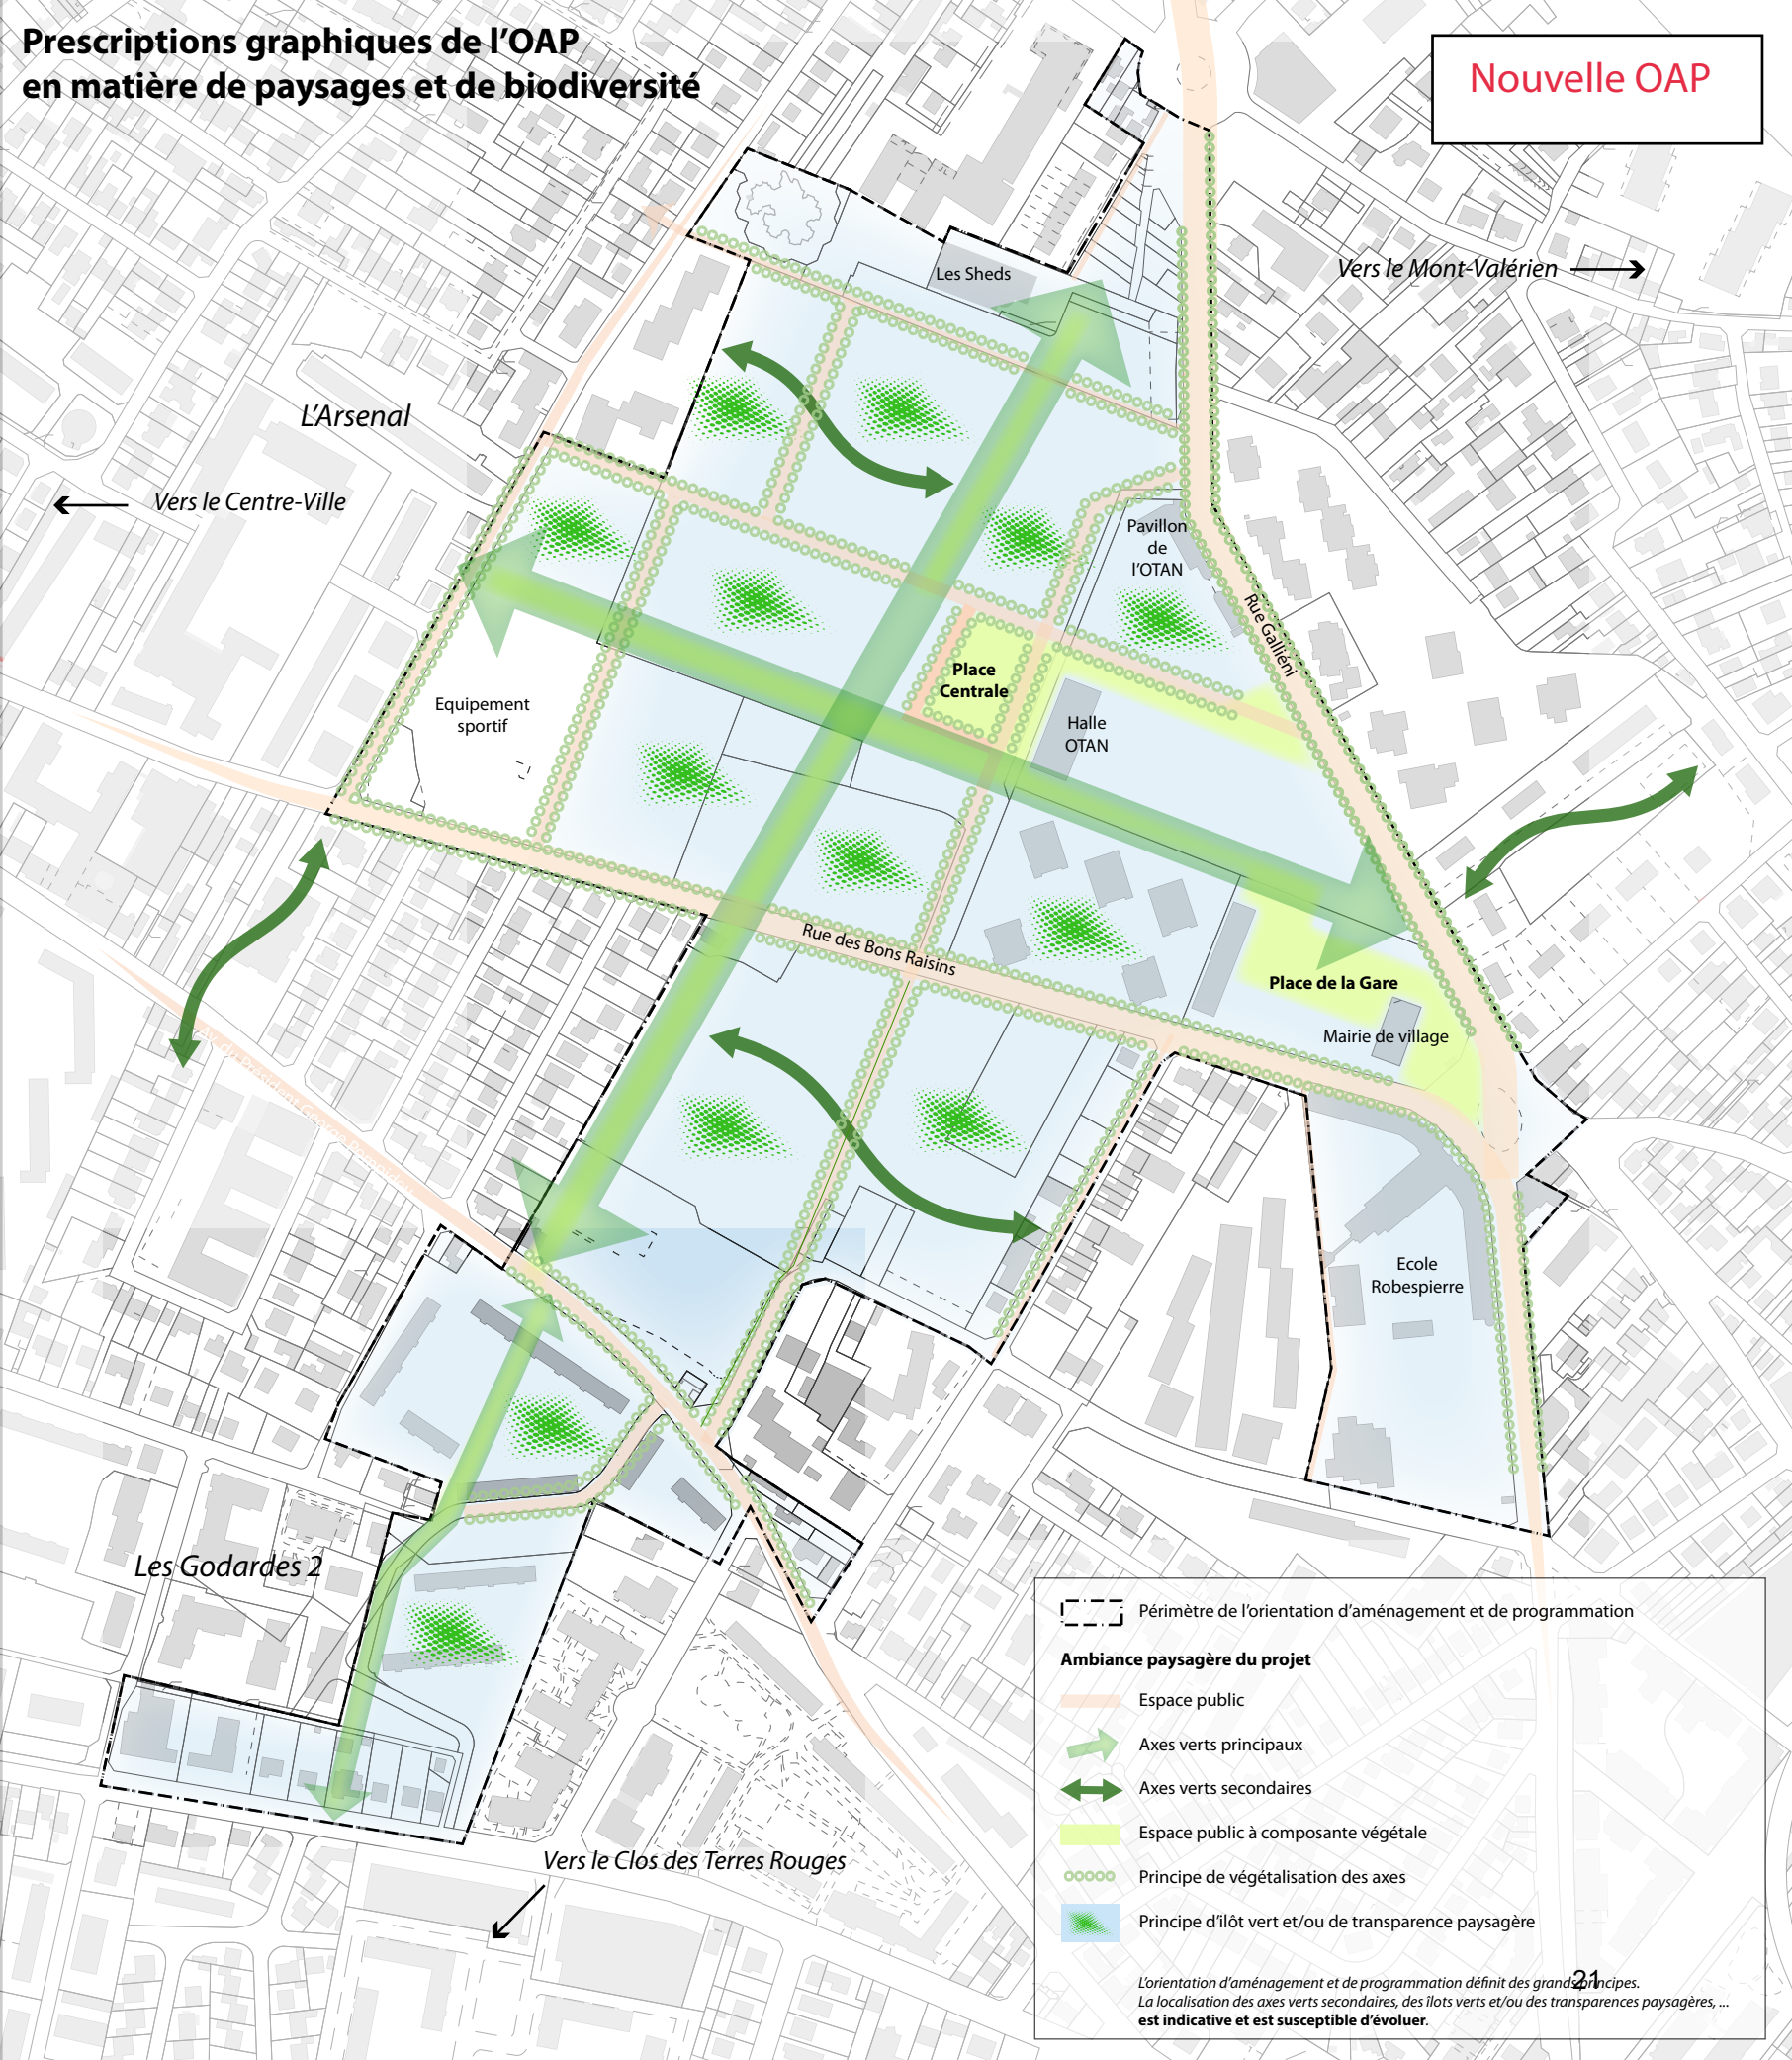 Prescriptions graphiques de l’OAP
en matière de paysages et de biodiversité
Nouvelle OAP
Les Sheds
Vers le Mont-Valérien
L’Arsenal
Vers le Centre-Ville
Pavillon
de
l’OTAN
Rue Galliéni
Place
Centrale
Equipement
sportif
Halle
OTAN
Rue des Bons Raisins
Place de la Gare
Mairie de village
Av. du Président George Pompidou
Ecole
Robespierre
Les Godardes 2
Vers le Clos des Terres Rouges
Périmètre de l’orientation d’aménagement et de programmation
Ambiance paysagère du projet
Espace public
Axes verts principaux
Axes verts secondaires
Espace public à composante végétale
Principe de végétalisation des axes
Principe d’ilôt vert et/ou de transparence paysagère
21
L’orientation d’aménagement et de programmation définit des grands principes.
La localisation des axes verts secondaires, des îlots verts et/ou des transparences paysagères, ...
est indicative et est susceptible d’évoluer.